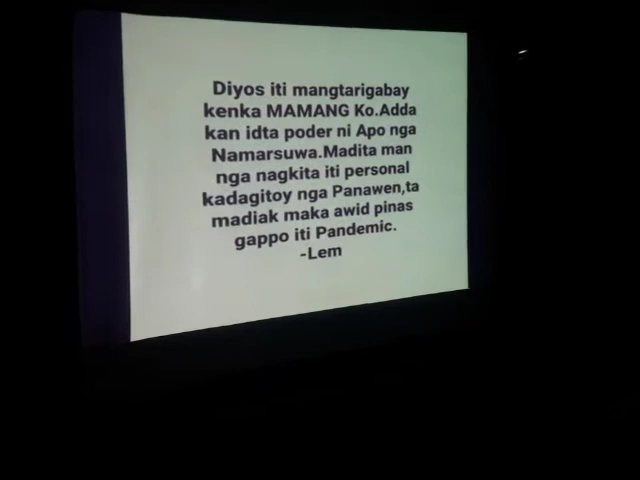 Diyos iti mangtarigabay
kenka MAMANG Ko.Adda
kan idta poder ni Apo nga
Namarsuwa.Madita man
nga nagkita iti personal
kadagitoy nga Panawen,ta
madiak maka awid pinas
gappo iti Pandemic.
-Lem